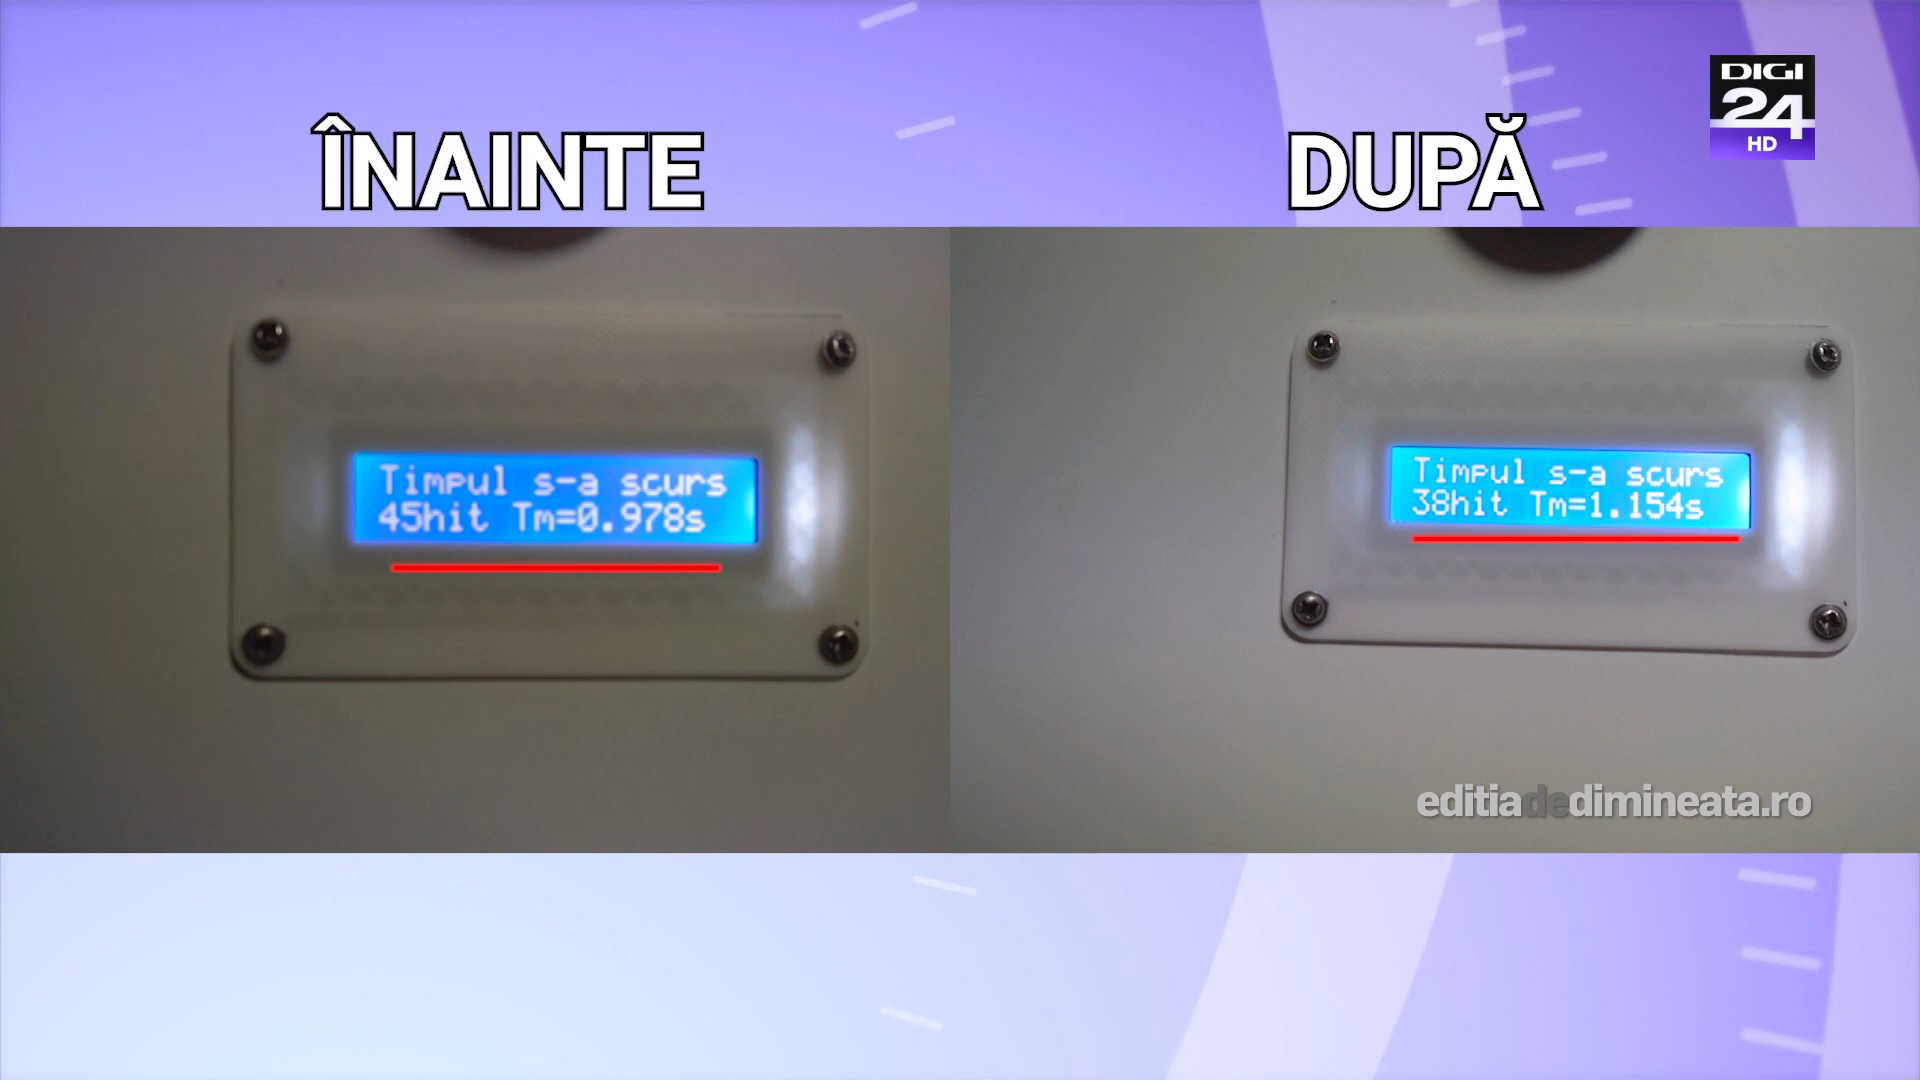 ÎNAINTE
DUPĂ
DIGI
24
HD
Timpul s-a scurs
45hit Tm=0.978s
Timpul s-a scurs
38hit Tm=1.154s
editiadedimineata.ro